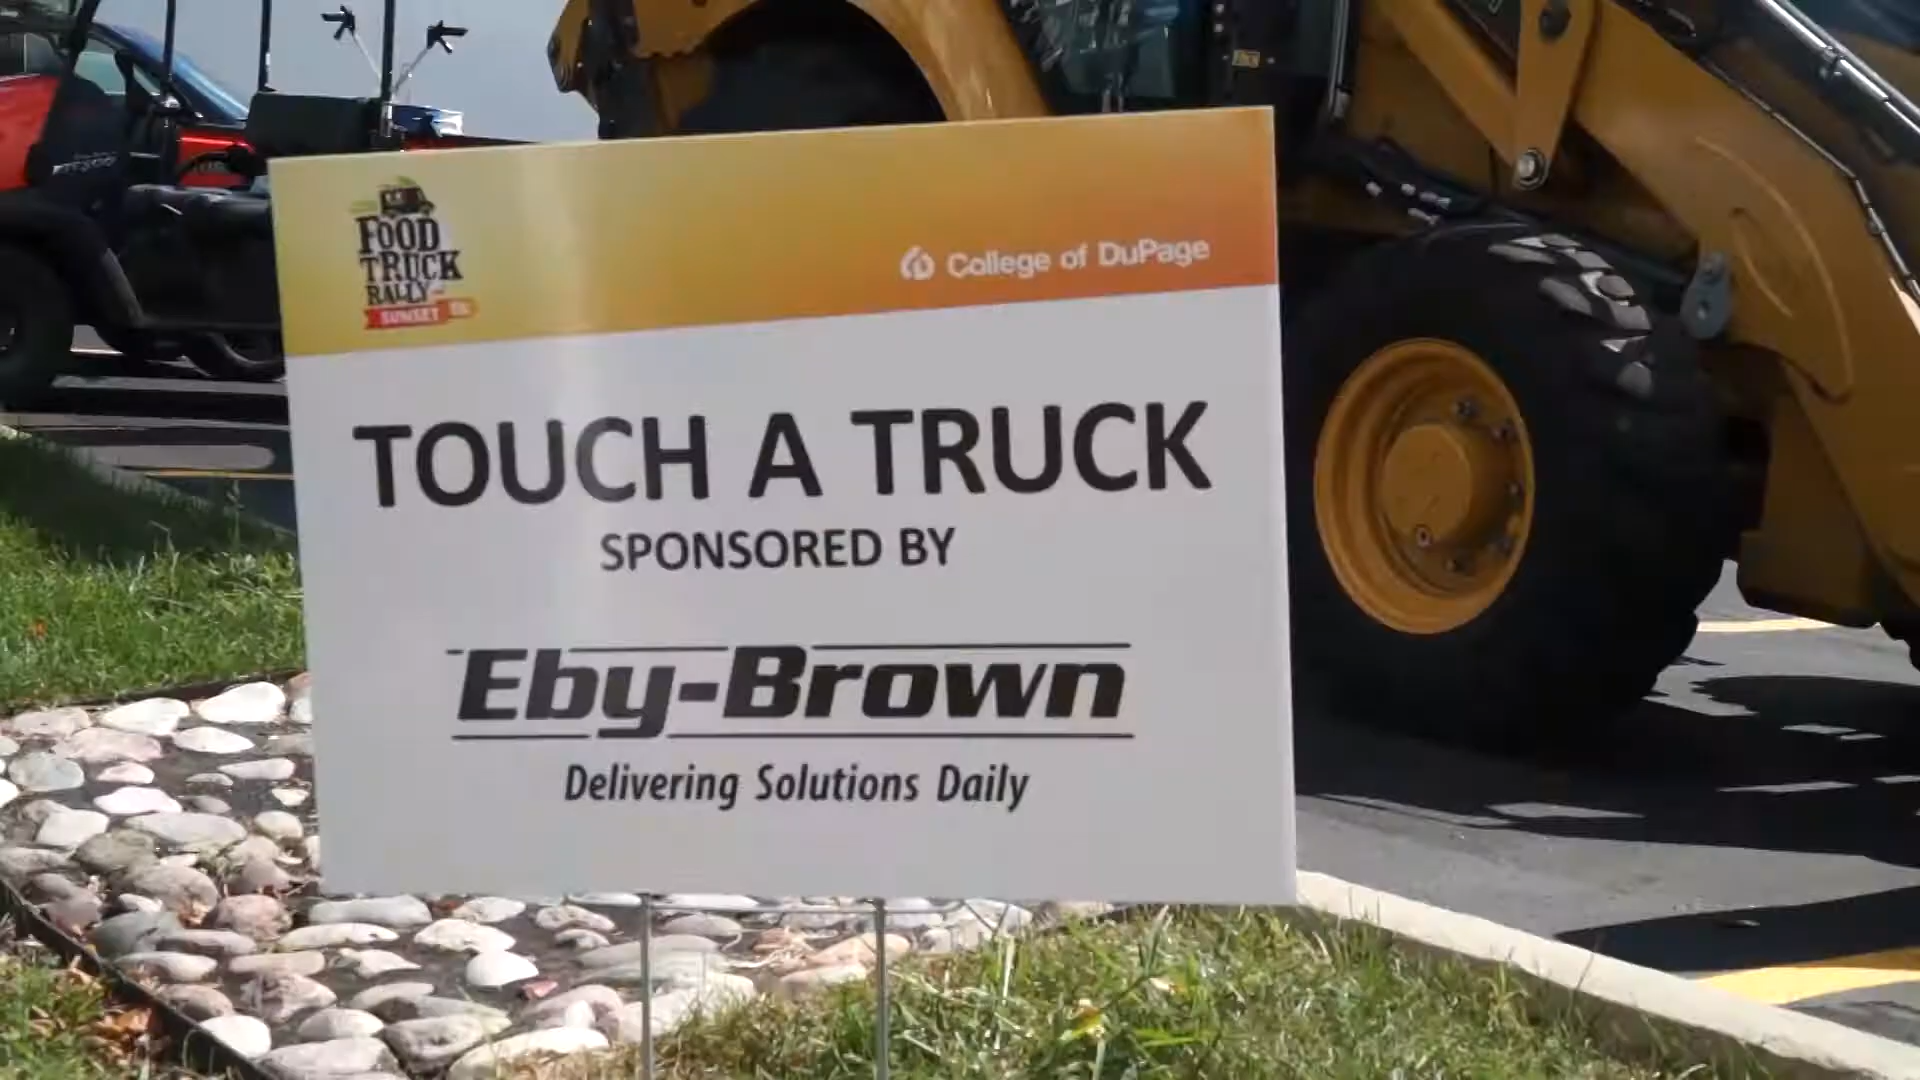 FOOD
TRUCK
RALLY
SUNSET
College of DuPage
TOUCH A TRUCK
SPONSORED BY
Eby-Brown
Delivering Solutions Daily